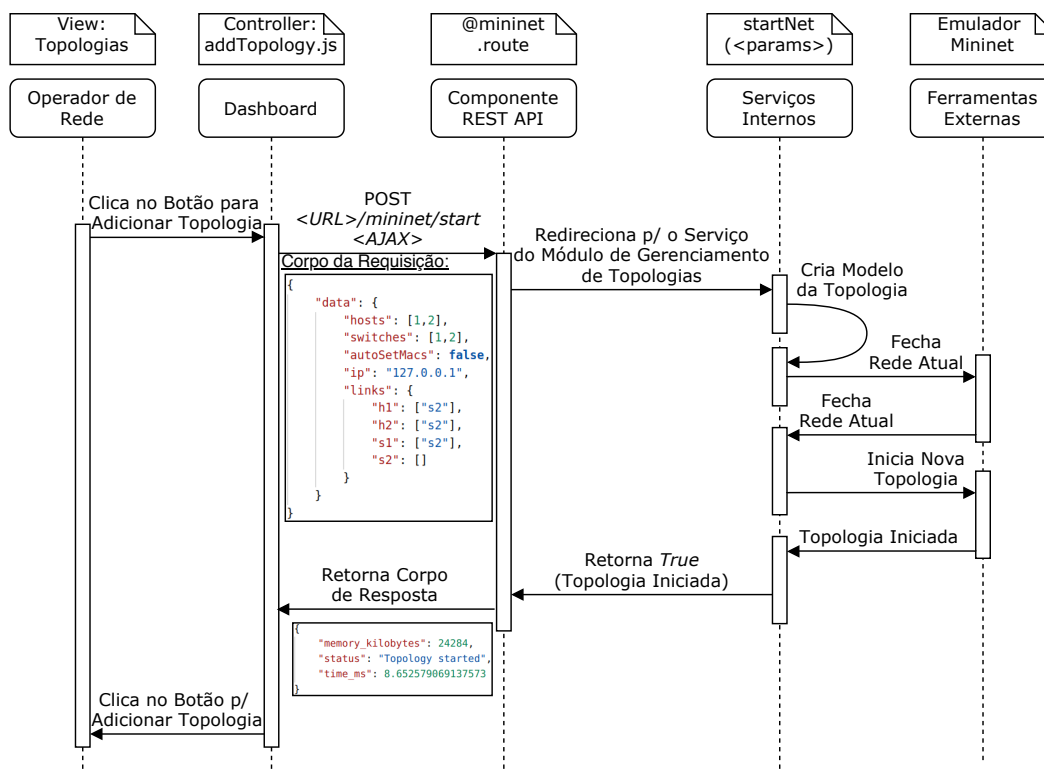 View:
Topologias
Controller:
addTopology.js
@mininet
.route
startNet
(<params>)
Emulador
Mininet
Operador de
Rede
Dashboard
Componente
REST API
Serviços
Internos
Ferramentas
Externas
Clica no Botão para
Adicionar Topologia
POST
<URL>/mininet/start
<AJAX>
Corpo da Requisição:
{
"data": {
"hosts": [1,2],
"switches": [1,2],
"autoSetMacs": false,
"ip": "127.0.0.1",
"links": {
"h1": ["s2"],
"h2": ["s2"],
"s1": ["s2"],
"s2": []
}
}
}
Redireciona p/ o Serviço
do Módulo de Gerenciamento
de Topologias
Cria Modelo
da Topologia
Fecha
Rede Atual
Fecha
Rede Atual
Inicia Nova
Topologia
Topologia Iniciada
Retorna True
(Topologia Iniciada)
Retorna Corpo
de Resposta
{
"memory_kilobytes": 24284,
"status": "Topology started",
"time_ms": 8.652579069137573
}
Clica no Botão p/
Adicionar Topologia